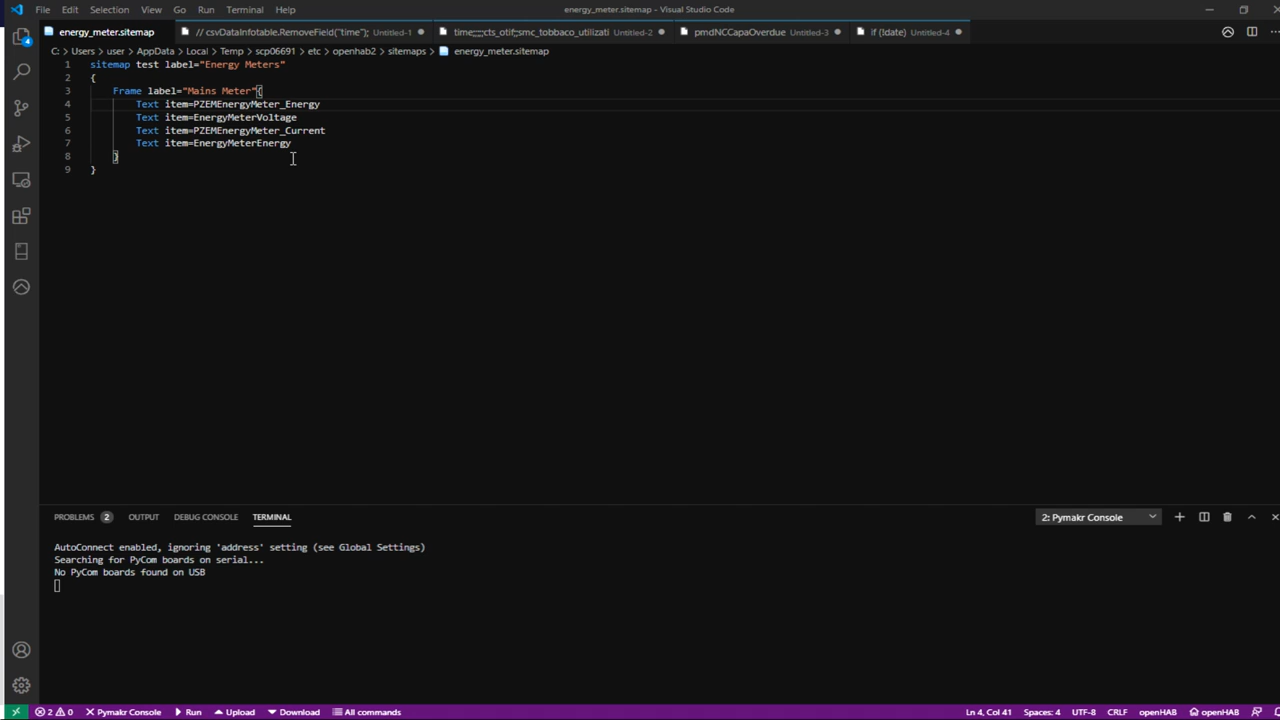 File Edit Selection View Go Run Terminal Help
energy_meter.sitemap - Visual Studio Code
energy_meter.sitemap
// csvDataInfotable.RemoveField("time"); Untitled-1
time;;;;;cts_otif;;smc_tobbaco_utilizati Untitled-2
pmdNCCapaOverdue Untitled-3
if (!date) Untitled-4
C: > Users > user > AppData > Local > Temp > scp06691 > etc > openhab2 > sitemaps > energy_meter.sitemap
1 sitemap test label="Energy Meters"
2 {
3 Frame label="Mains Meter"{
4 Text item=PZEMEnergyMeter_Energy
5 Text item=EnergyMeterVoltage
6 Text item=PZEMEnergyMeter_Current
7 Text item=EnergyMeterEnergy
8 }
9 }
4
PROBLEMS 2 OUTPUT DEBUG CONSOLE TERMINAL
2: Pymakr Console
AutoConnect enabled, ignoring 'address' setting (see Global Settings)
Searching for PyCom boards on serial...
No PyCom boards found on USB
2 0 Pymakr Console Run Upload Download All commands
Ln 4, Col 41 Spaces: 4 UTF-8 CRLF openHAB openHAB